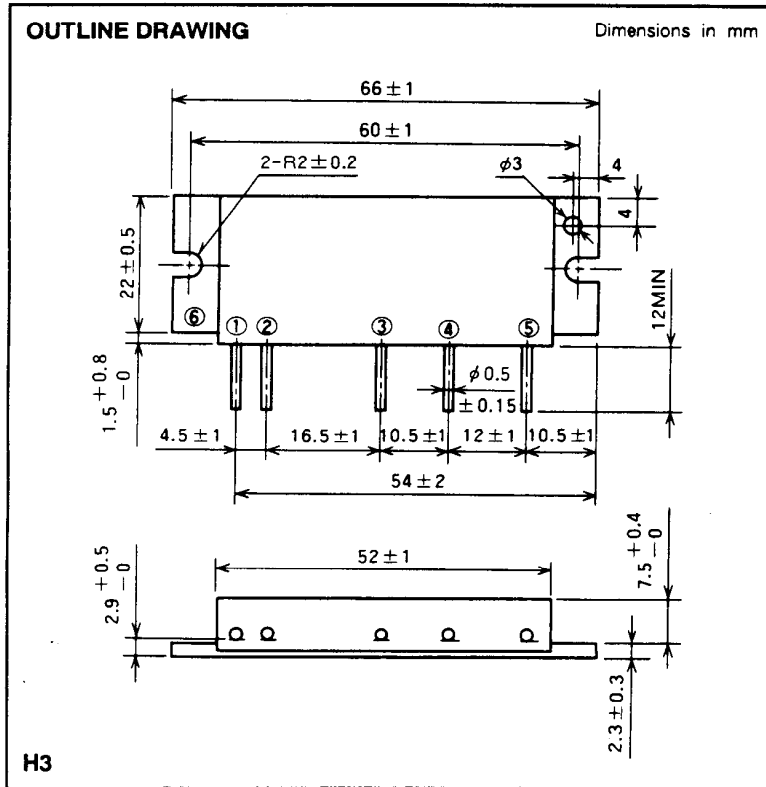 OUTLINE DRAWING
Dimensions in mm
66±1
60±1
2-R2±0.2
φ3
4
4
22±0.5
12MIN
⑥
① ② ③ ④ ⑤
1.5 +0.8 −0
φ0.5
±0.15
4.5±1
16.5±1
10.5±1
12±1
10.5±1
54±2
52±1
2.9 +0.5 −0
7.5 +0.4 −0
2.3±0.3
H3